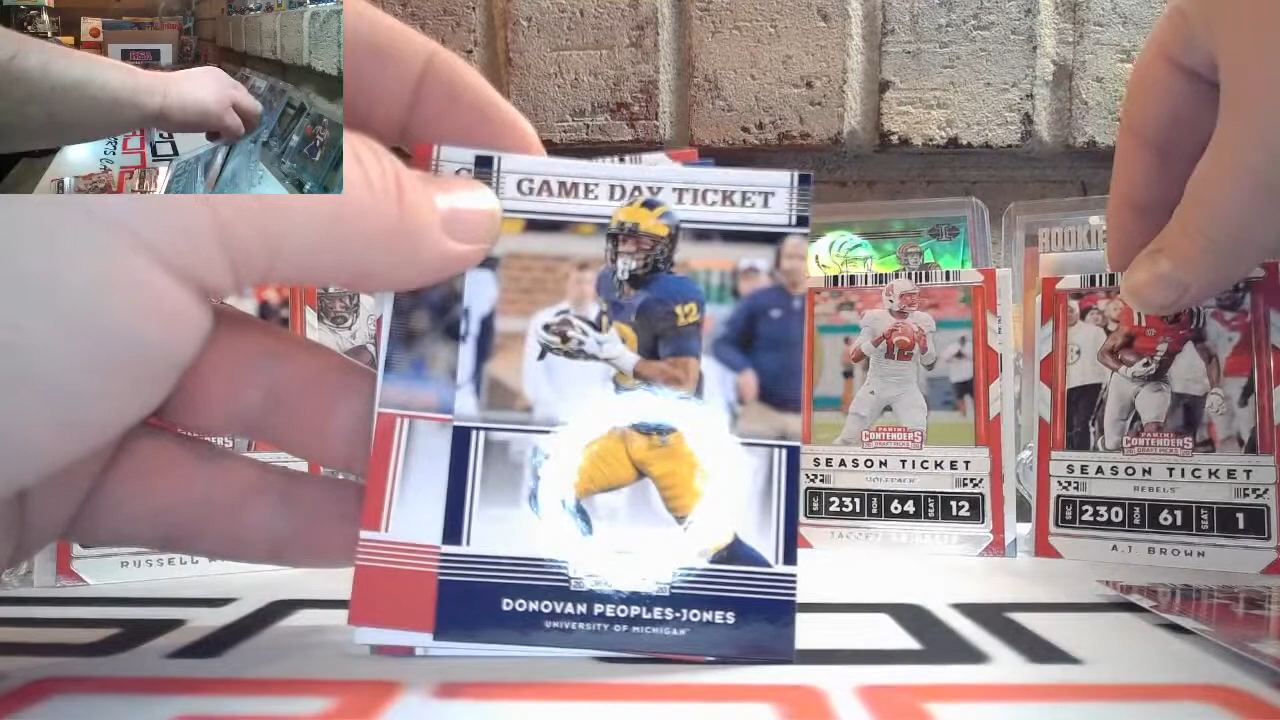 RSA
GAME DAY TICKET
12
DONOVAN PEOPLES-JONES
UNIVERSITY OF MICHIGAN
12
PANINI
CONTENDERS
DRAFT PICKS
SEASON TICKET
WOLFPACK
SEC. 231 ROW 64 SEAT 12
ROOKIE
1
PANINI
CONTENDERS
DRAFT PICKS
SEASON TICKET
REBELS
SEC. 230 ROW 61 SEAT 1
A.J. BROWN
RUSSELL